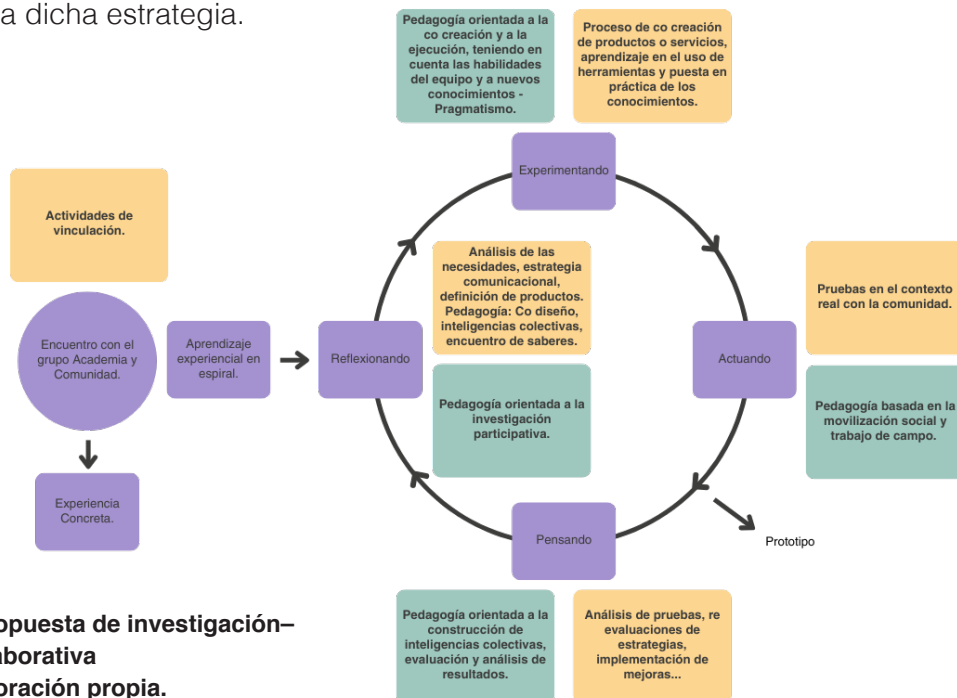 a dicha estrategia.
Pedagogía orientada a la
co creación y a la
ejecución, teniendo en
cuenta las habilidades
del equipo y a nuevos
conocimientos -
Pragmatismo.
Proceso de co creación
de productos o servicios,
aprendizaje en el uso de
herramientas y puesta en
práctica de los
conocimientos.
Experimentando
Actividades de
vinculación.
Encuentro con el
grupo Academia y
Comunidad.
Aprendizaje
experiencial en
espiral.
Experiencia
Concreta.
Reflexionando
Análisis de las
necesidades, estrategia
comunicacional,
definición de productos.
Pedagogía: Co diseño,
inteligencias colectivas,
encuentro de saberes.
Pedagogía orientada a la
investigación
participativa.
Actuando
Pruebas en el contexto
real con la comunidad.
Pedagogía basada en la
movilización social y
trabajo de campo.
Prototipo
Pensando
Pedagogía orientada a la
construcción de
inteligencias colectivas,
evaluación y análisis de
resultados.
Análisis de pruebas, re
evaluaciones de
estrategias,
implementación de
mejoras...
opuesta de investigación–
aborativa
oración propia.